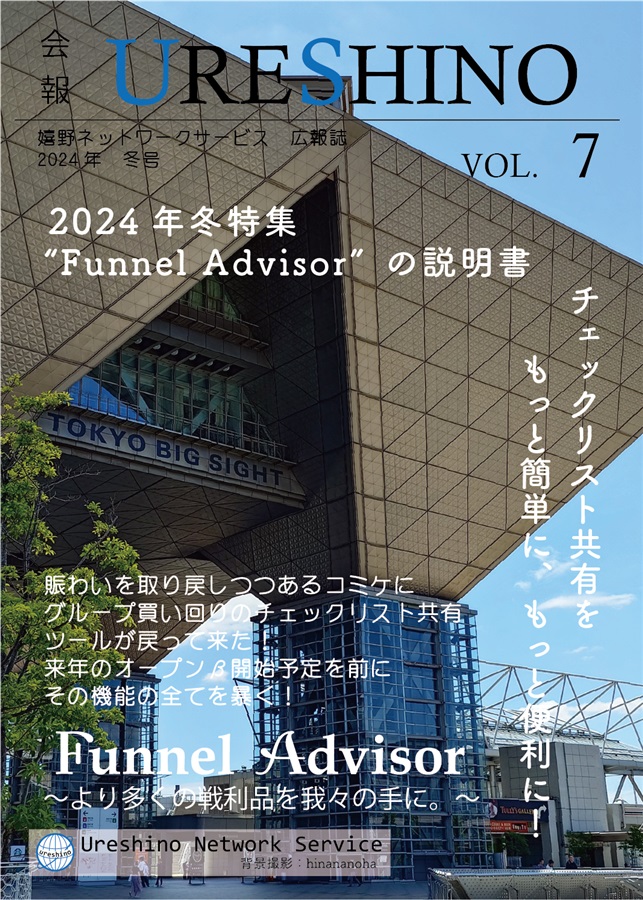 会報
URESHINO
嬉野ネットワークサービス 広報誌
2024年 冬号
VOL. 7
2024年冬特集
“Funnel Advisor” の説明書
チェックリスト共有を
もっと簡単に、もっと便利に!
TOKYO BIG SIGHT
賑わいを取り戻しつつあるコミケに
グループ買い回りのチェックリスト共有
ツールが戻って来た!
来年のオープンβ開始予定を前に
その機能の全てを暴く!!
Funnel Advisor
~より多くの戦利品を我々の手に。~
TULLY'S COFFEE
ureshino
Ureshino Network Service
背景撮影:hinananoha